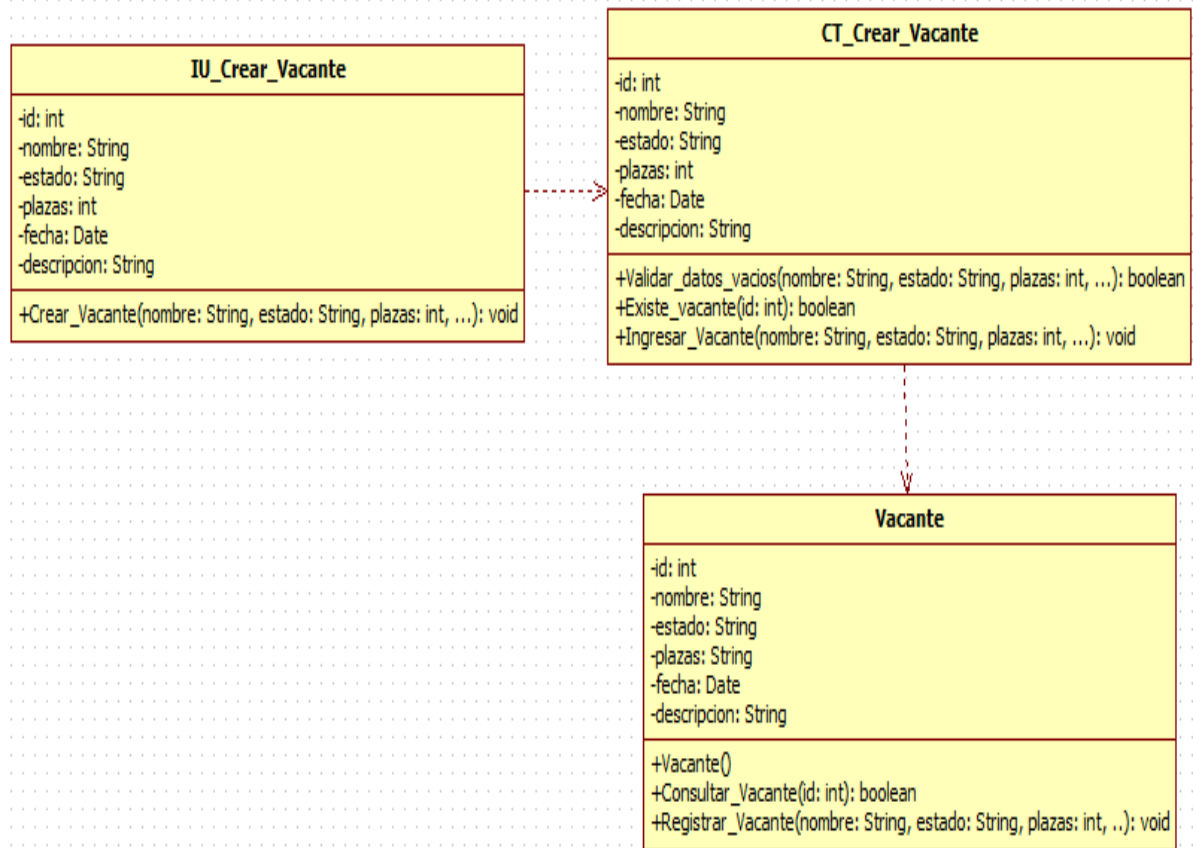 IU_Crear_Vacante
-id: int
-nombre: String
-estado: String
-plazas: int
-fecha: Date
-descripcion: String
+Crear_Vacante(nombre: String, estado: String, plazas: int, ...): void
CT_Crear_Vacante
-id: int
-nombre: String
-estado: String
-plazas: int
-fecha: Date
-descripcion: String
+Validar_datos_vacios(nombre: String, estado: String, plazas: int, ...): boolean
+Existe_vacante(id: int): boolean
+Ingresar_Vacante(nombre: String, estado: String, plazas: int, ...): void
Vacante
-id: int
-nombre: String
-estado: String
-plazas: String
-fecha: Date
-descripcion: String
+Vacante()
+Consultar_Vacante(id: int): boolean
+Registrar_Vacante(nombre: String, estado: String, plazas: int, ..): void